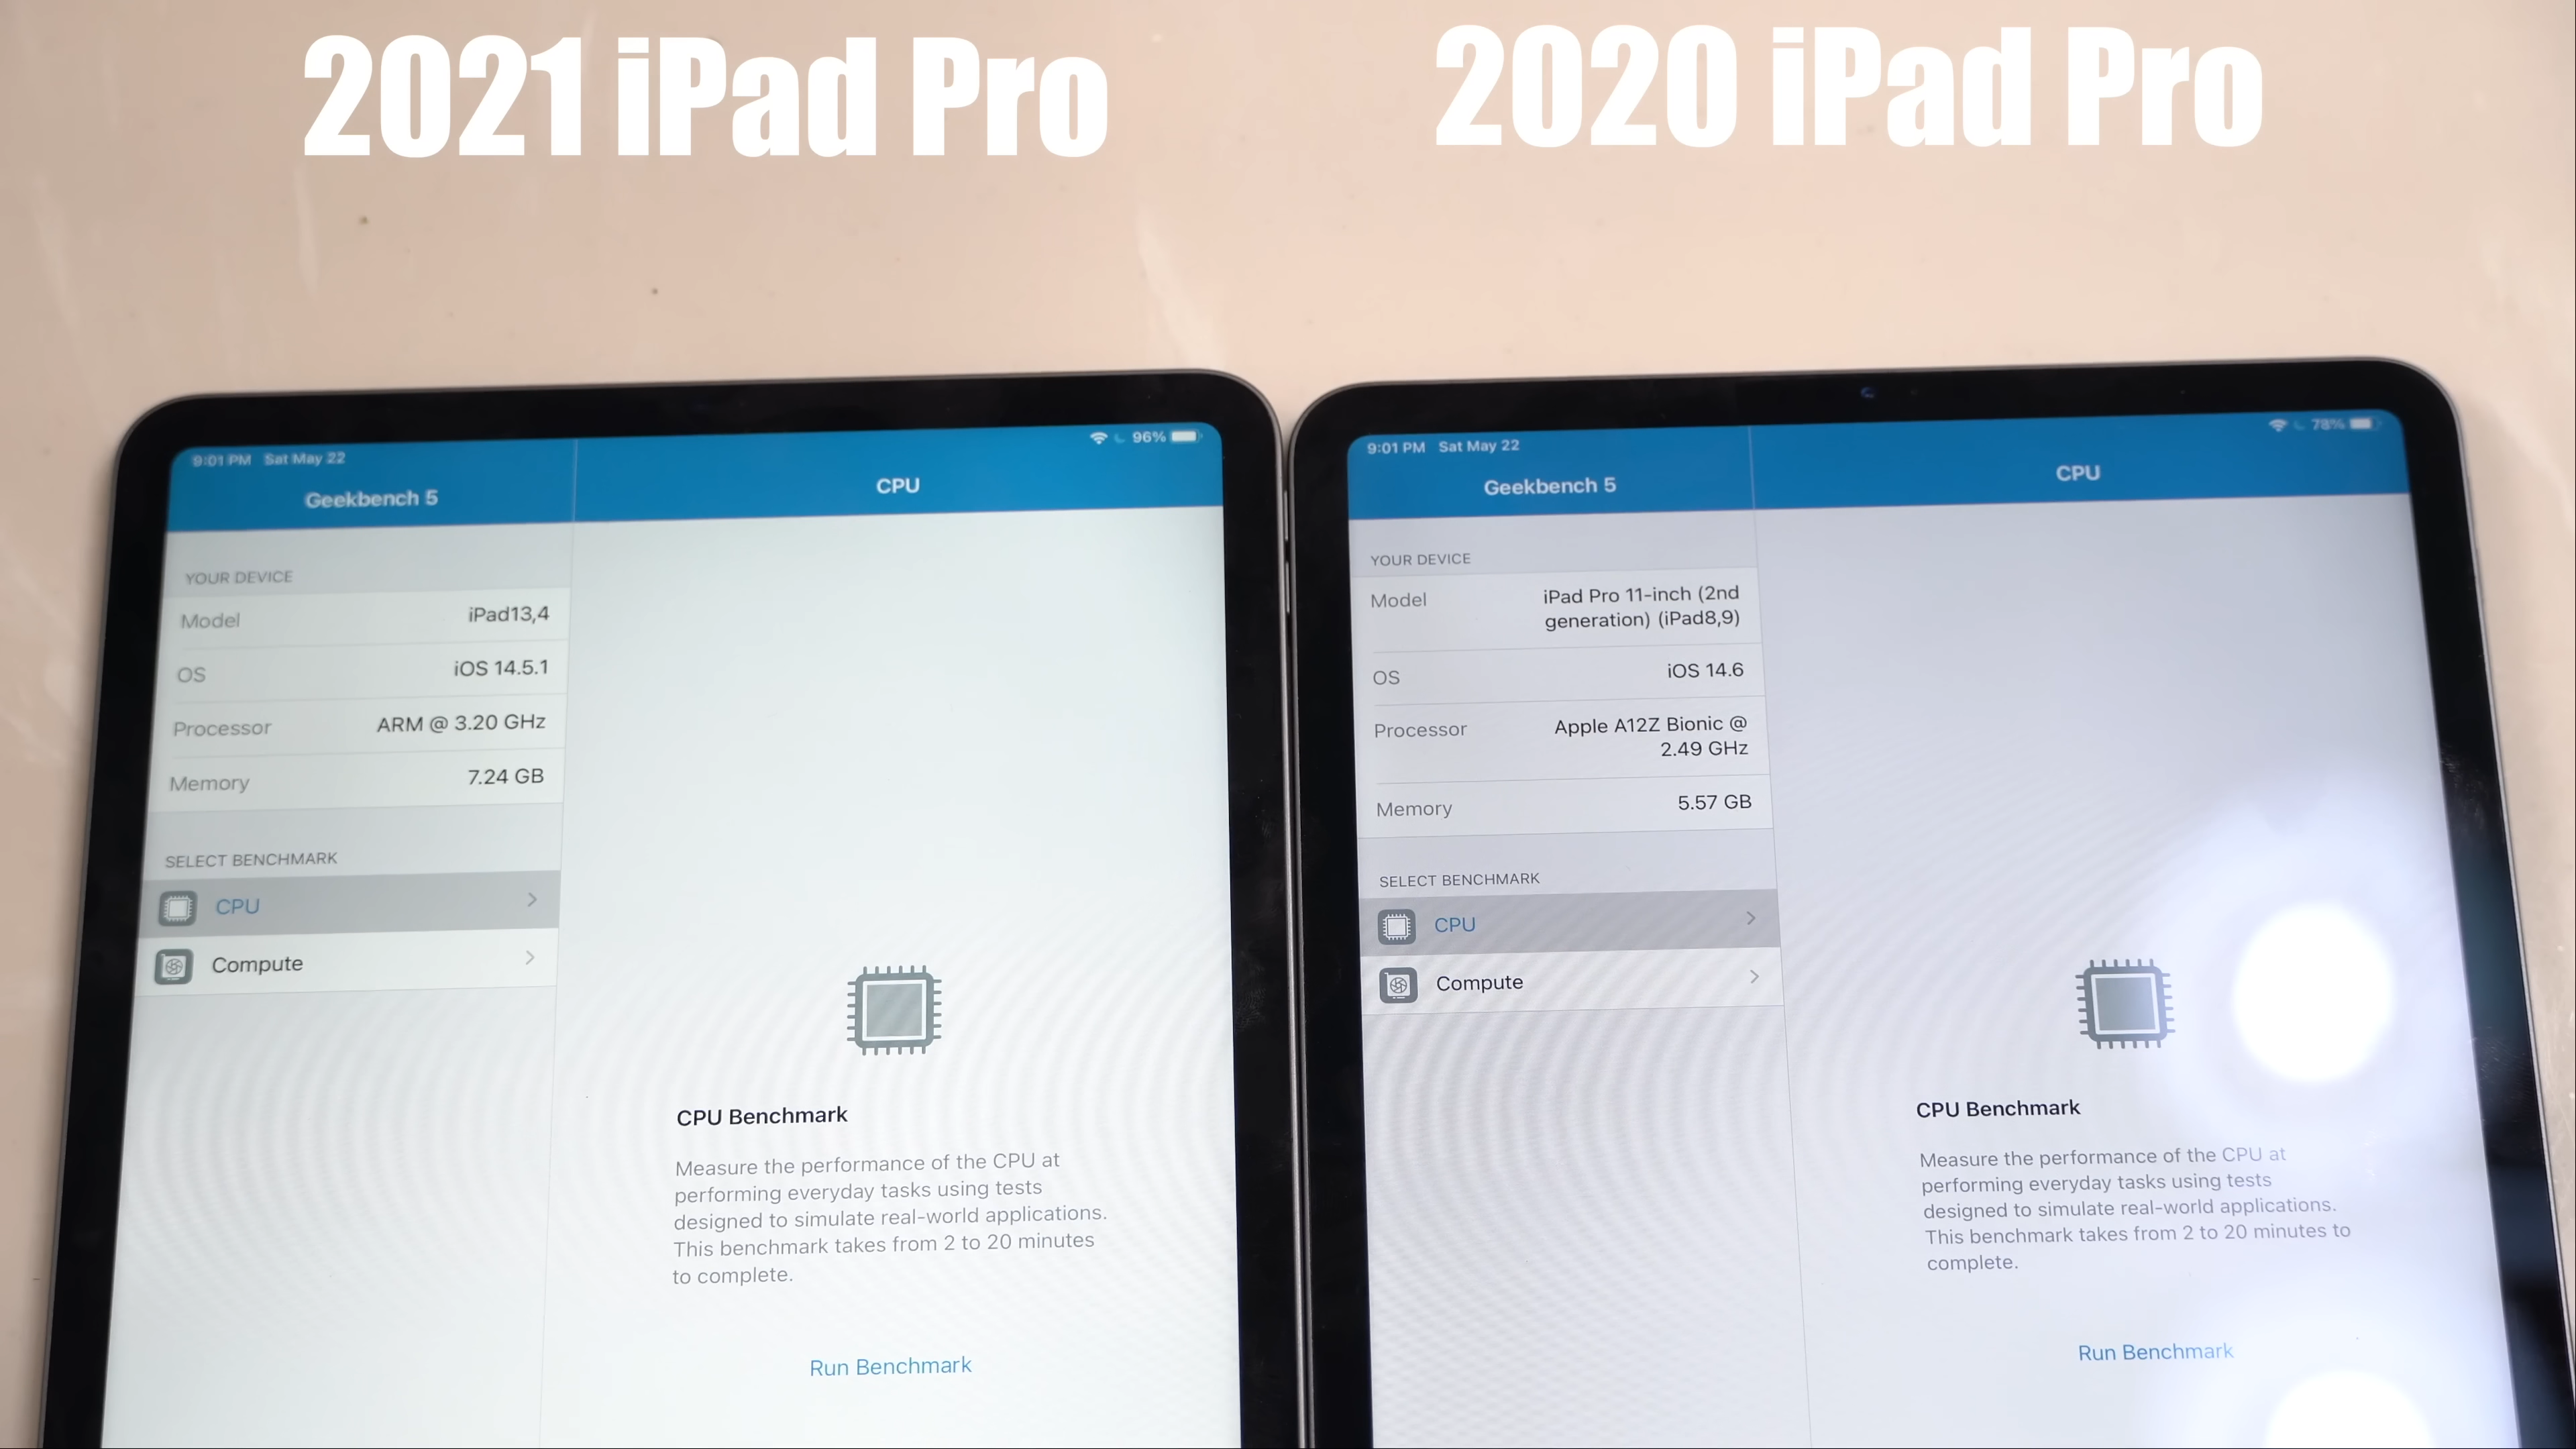 2021 iPad Pro
2020 iPad Pro
9:01 PM Sat May 22
96%
Geekbench 5
CPU
YOUR DEVICE
Model iPad13,4
OS iOS 14.5.1
Processor ARM @ 3.20 GHz
Memory 7.24 GB
SELECT BENCHMARK
CPU
Compute
CPU Benchmark
Measure the performance of the CPU at
performing everyday tasks using tests
designed to simulate real-world applications.
This benchmark takes from 2 to 20 minutes
to complete.
Run Benchmark
9:01 PM Sat May 22
78%
Geekbench 5
CPU
YOUR DEVICE
Model iPad Pro 11-inch (2nd
generation) (iPad8,9)
OS iOS 14.6
Processor Apple A12Z Bionic @
2.49 GHz
Memory 5.57 GB
SELECT BENCHMARK
CPU
Compute
CPU Benchmark
Measure the performance of the CPU at
performing everyday tasks using tests
designed to simulate real-world applications.
This benchmark takes from 2 to 20 minutes to
complete.
Run Benchmark